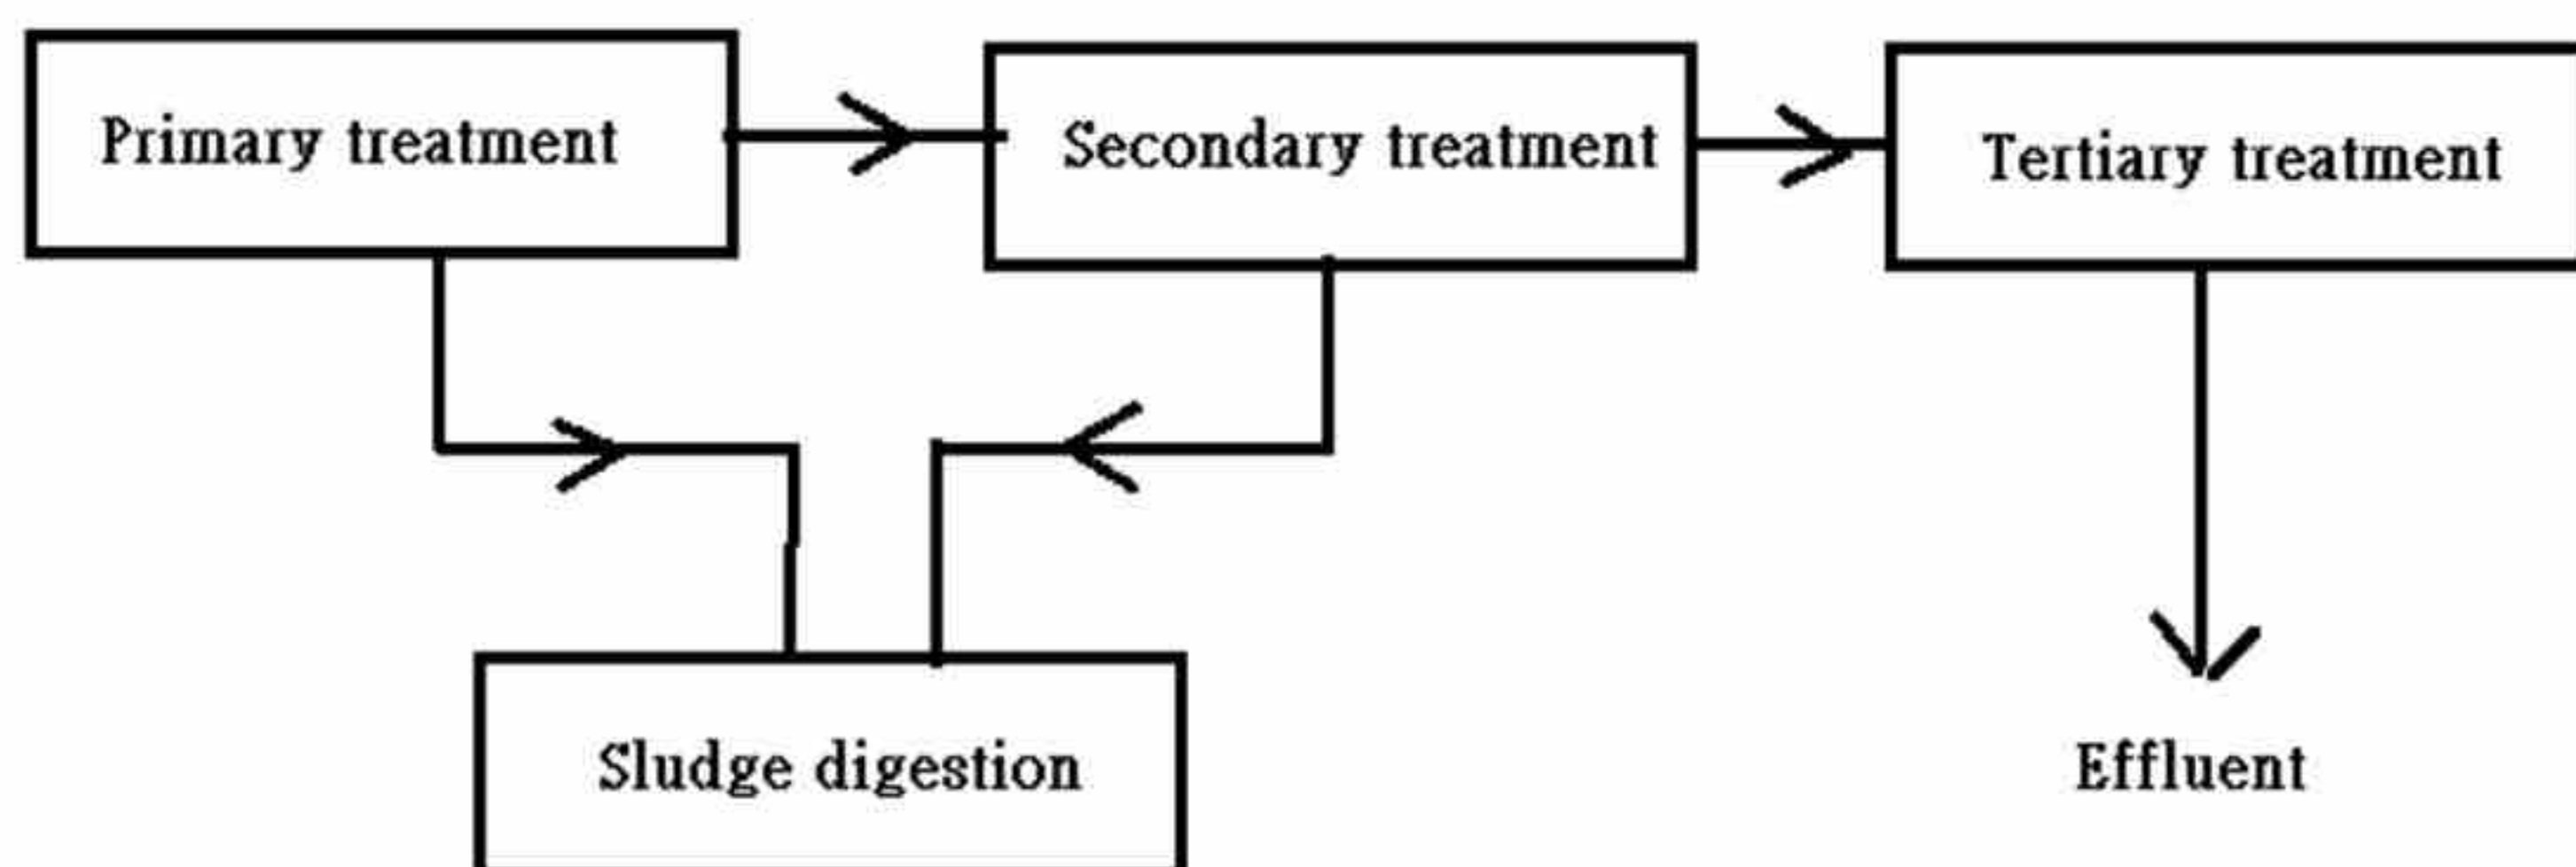 Primary treatment
Secondary treatment
Tertiary treatment
Sludge digestion
Effluent